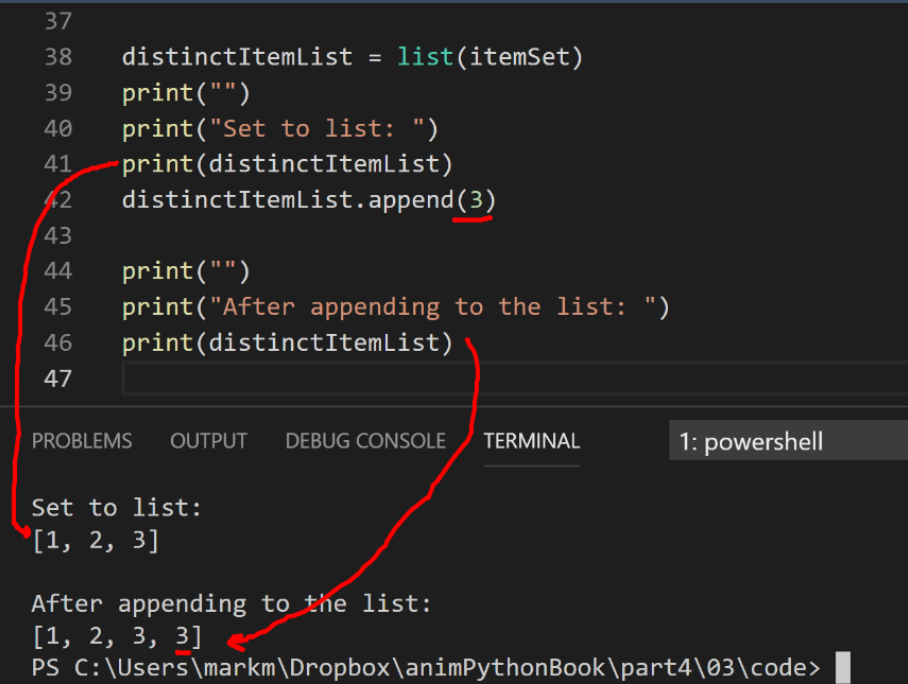 37
38 distinctItemList = list(itemSet)
39 print("")
40 print("Set to list: ")
41 print(distinctItemList)
42 distinctItemList.append(3)
43
44 print("")
45 print("After appending to the list: ")
46 print(distinctItemList)
47
PROBLEMS OUTPUT DEBUG CONSOLE TERMINAL 1: powershell
Set to list:
[1, 2, 3]
After appending to the list:
[1, 2, 3, 3]
PS C:\Users\markm\Dropbox\animPythonBook\part4\03\code>